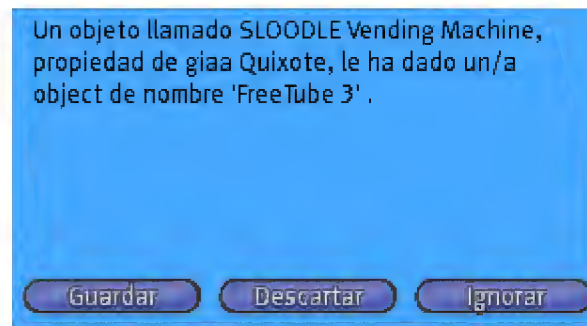 Un objeto llamado SLOODLE Vending Machine,
propiedad de giaa Quixote, le ha dado un/a
object de nombre 'FreeTube 3' .
Guardar Descartar Ignorar